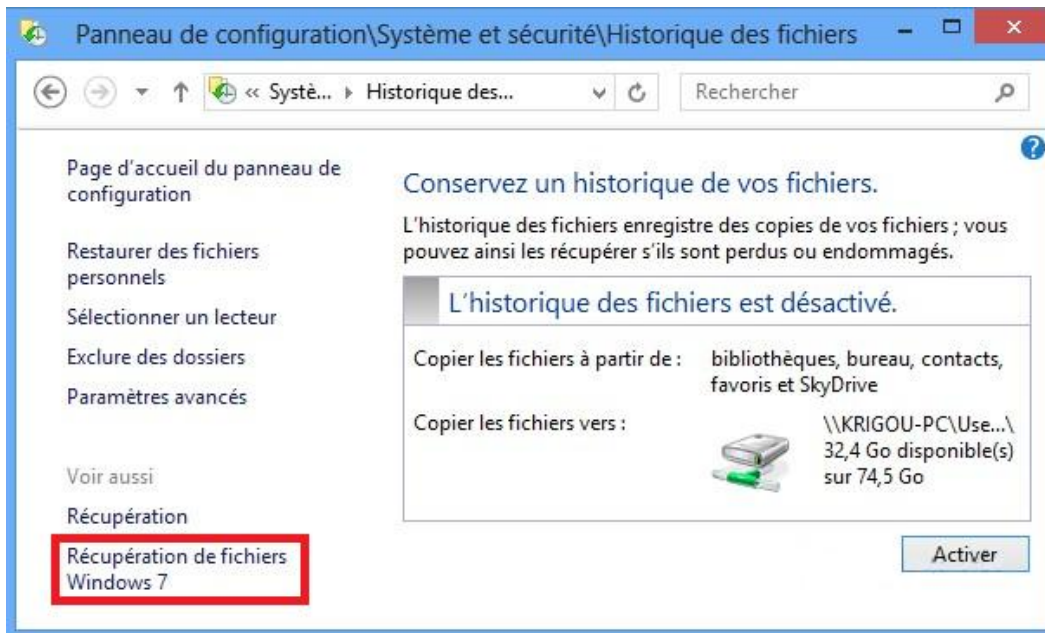 Panneau de configuration\Système et sécurité\Historique des fichiers
« Systè... Historique des...
Rechercher
Page d'accueil du panneau de
configuration
Restaurer des fichiers
personnels
Sélectionner un lecteur
Exclure des dossiers
Paramètres avancés
Voir aussi
Récupération
Récupération de fichiers
Windows 7
Conservez un historique de vos fichiers.
L'historique des fichiers enregistre des copies de vos fichiers ; vous
pouvez ainsi les récupérer s'ils sont perdus ou endommagés.
L'historique des fichiers est désactivé.
Copier les fichiers à partir de :
bibliothèques, bureau, contacts,
favoris et SkyDrive
Copier les fichiers vers :
\\KRIGOU-PC\Use...\
32,4 Go disponible(s)
sur 74,5 Go
Activer